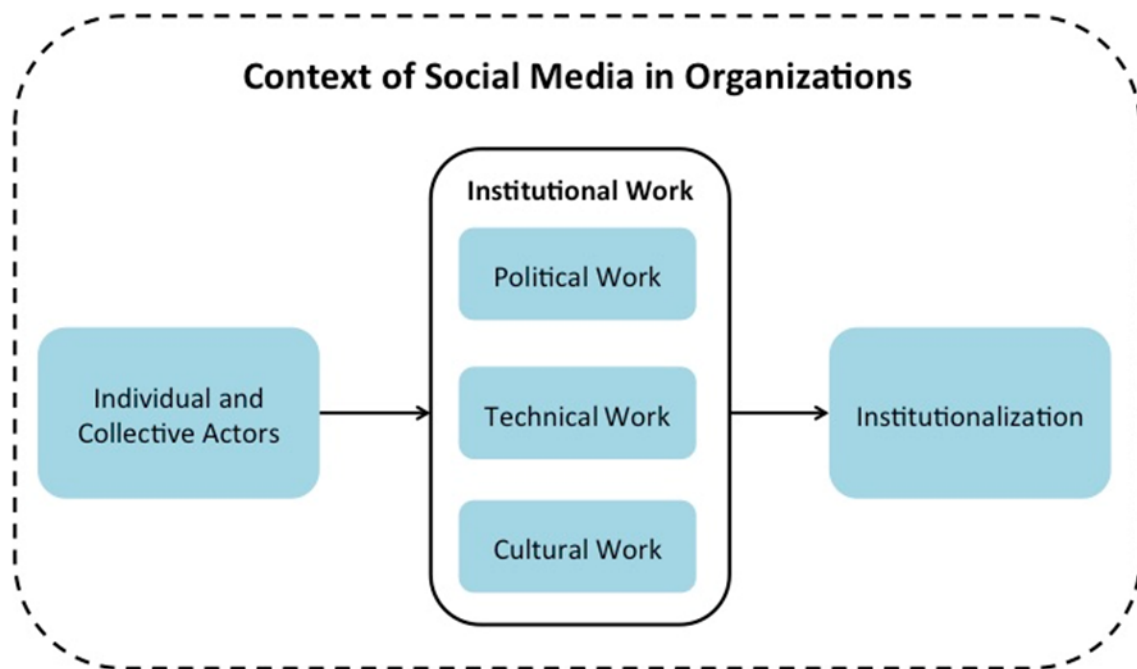 Context of Social Media in Organizations
Institutional Work
Political Work
Individual and
Collective Actors
Technical Work
Institutionalization
Cultural Work